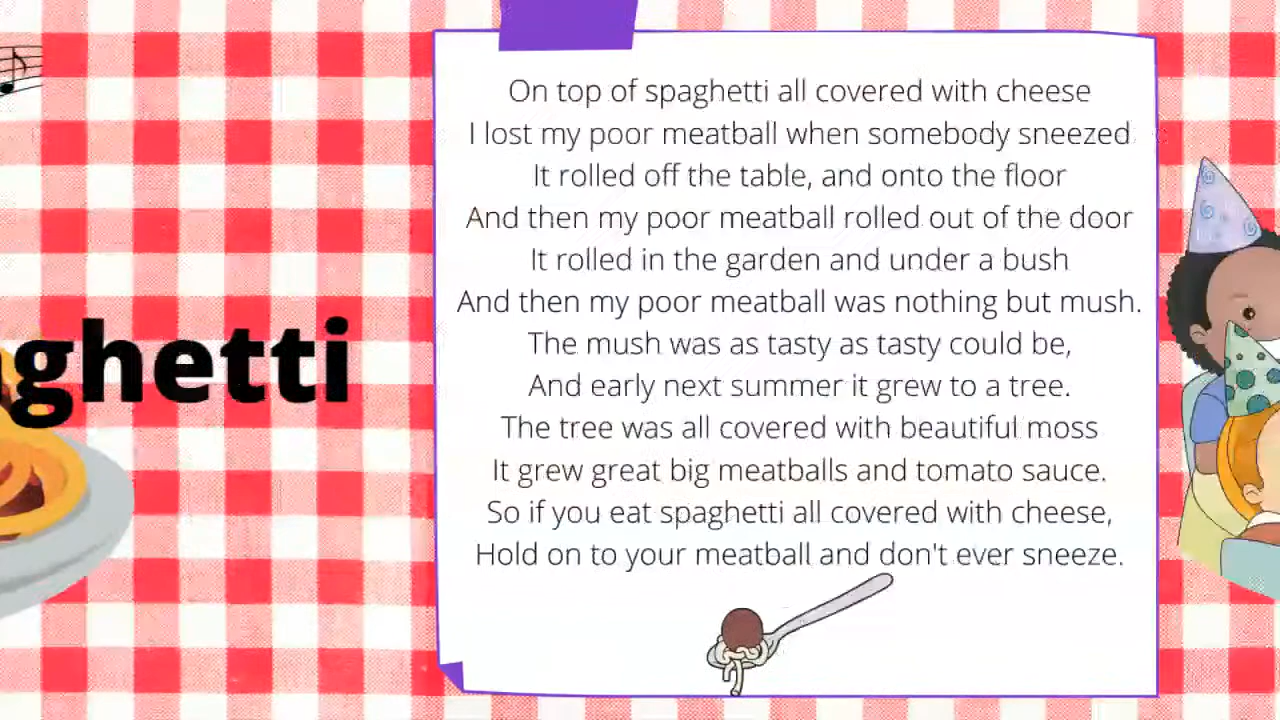 ghetti
On top of spaghetti all covered with cheese
I lost my poor meatball when somebody sneezed
It rolled off the table, and onto the floor
And then my poor meatball rolled out of the door
It rolled in the garden and under a bush
And then my poor meatball was nothing but mush.
The mush was as tasty as tasty could be,
And early next summer it grew to a tree.
The tree was all covered with beautiful moss
It grew great big meatballs and tomato sauce.
So if you eat spaghetti all covered with cheese,
Hold on to your meatball and don't ever sneeze.